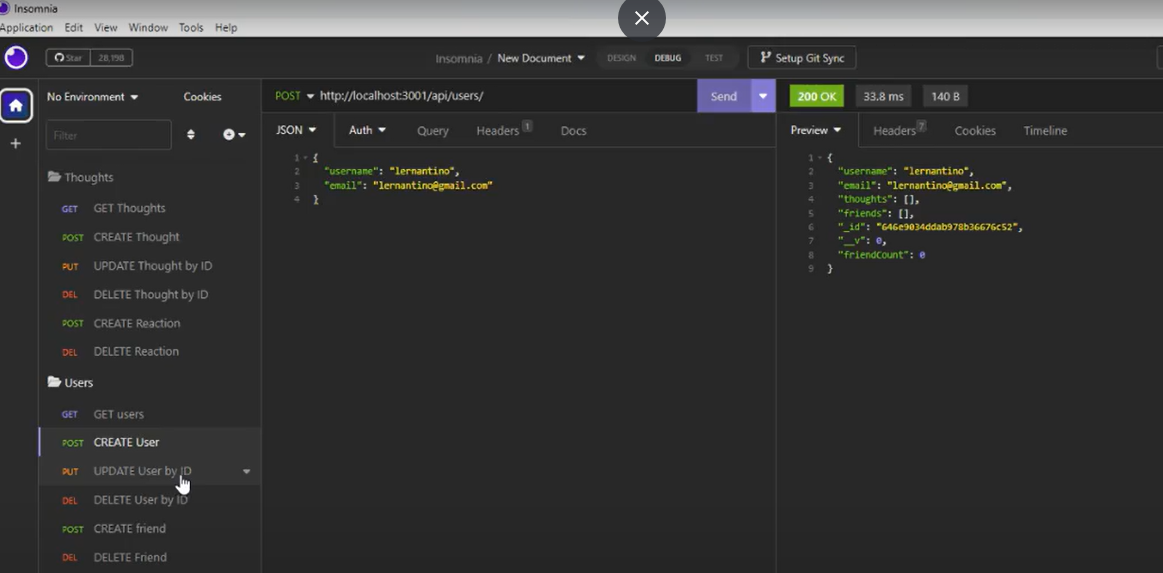 Insomnia
Application Edit View Window Tools Help
Star 28,198
Insomnia / New Document
DESIGN DEBUG TEST
Setup Git Sync
No Environment
Cookies
Filter
Thoughts
GET GET Thoughts
POST CREATE Thought
PUT UPDATE Thought by ID
DEL DELETE Thought by ID
POST CREATE Reaction
DEL DELETE Reaction
Users
GET GET users
POST CREATE User
PUT UPDATE User by ID
DEL DELETE User by ID
POST CREATE friend
DEL DELETE Friend
POST http://localhost:3001/api/users/
Send
JSON Auth Query Headers 1 Docs
1 {
2 "username": "lernantino",
3 "email": "lernantino@gmail.com"
4 }
200 OK 33.8 ms 140 B
Preview Headers 7 Cookies Timeline
1 {
2 "username": "lernantino",
3 "email": "lernantino@gmail.com",
4 "thoughts": [],
5 "friends": [],
6 "_id": "646e9034ddab978b36676c52",
7 "__v": 0,
8 "friendCount": 0
9 }